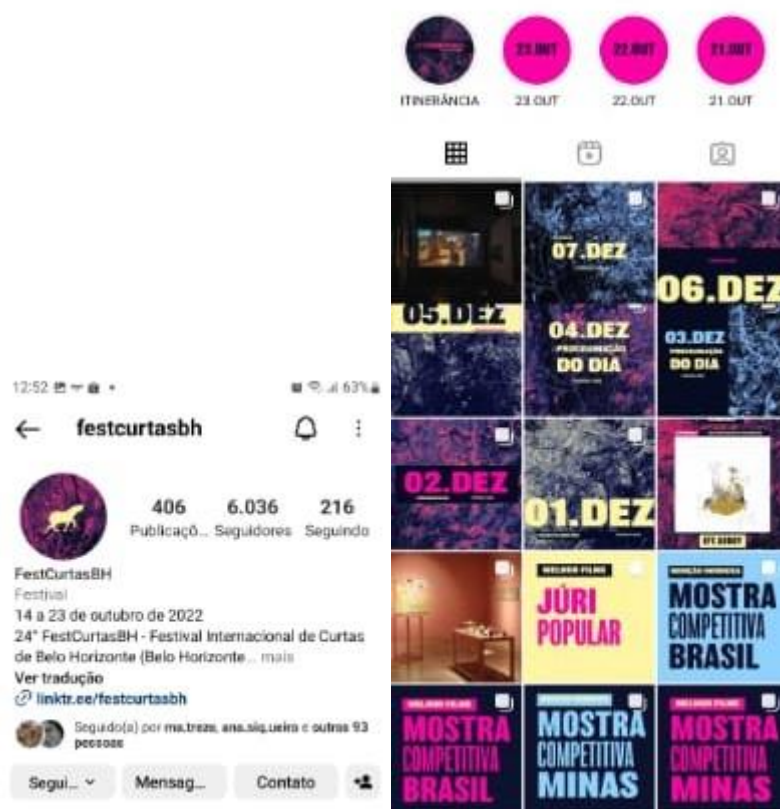 12:52
63%
festcurtasbh
406 6.036 216
Publicaçõ... Seguidores Seguindo
FestCurtasBH
Festival
14 a 23 de outubro de 2022
24° FestCurtasBH - Festival Internacional de Curtas
de Belo Horizonte (Belo Horizonte... mais
Ver tradução
linktr.ee/festcurtasbh
Seguido(a) por ma.treze, ana.siq.ueira e outras 93
pessoas
Segui... Mensag... Contato
23.OUT 22.OUT 21.OUT
ITINERÂNCIA 23.OUT 22.OUT 21.OUT
05.DEZ
07.DEZ
04.DEZ
PROGRAMAÇÃO
DO DIA
06.DEZ
03.DEZ
PROGRAMAÇÃO
DO DIA
02.DEZ
01.DEZ
MELHOR FILME
JÚRI
POPULAR
MENÇÃO HONROSA
MOSTRA
COMPETITIVA
BRASIL
MELHOR FILME
MOSTRA
COMPETITIVA
BRASIL
MOSTRA
COMPETITIVA
MINAS
MELHOR FILME
MOSTRA
COMPETITIVA
MINAS